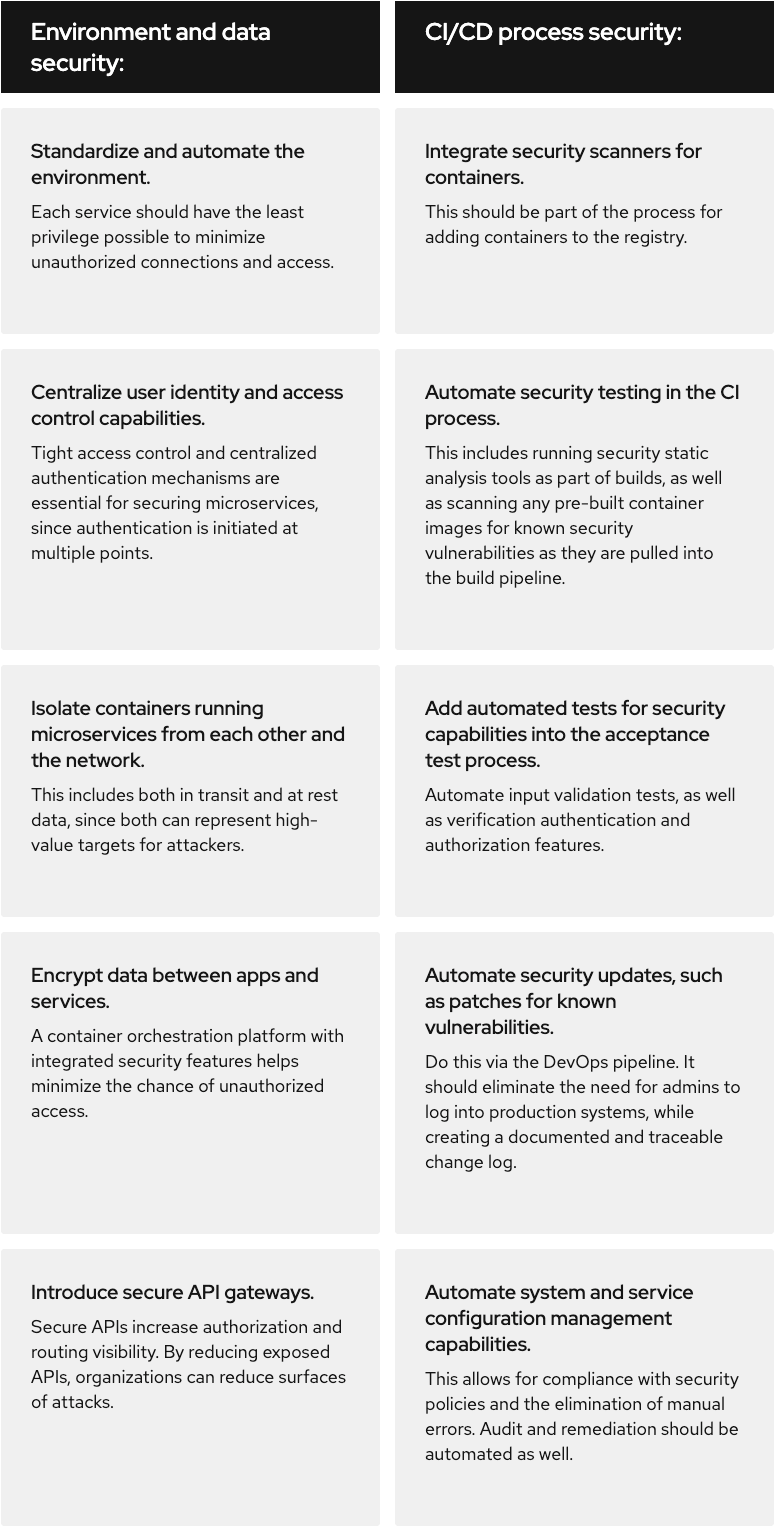 Environment and data
security:
Standardize and automate the
environment.
Each service should have the least
privilege possible to minimize
unauthorized connections and access.
Centralize user identity and access
control capabilities.
Tight access control and centralized
authentication mechanisms are
essential for securing microservices,
since authentication is initiated at
multiple points.
Isolate containers running
microservices from each other and
the network.
This includes both in transit and at rest
data, since both can represent high-
value targets for attackers.
Encrypt data between apps and
services.
A container orchestration platform with
integrated security features helps
minimize the chance of unauthorized
access.
Introduce secure API gateways.
Secure APIs increase authorization and
routing visibility. By reducing exposed
APIs, organizations can reduce surfaces
of attacks.
CI/CD process security:
Integrate security scanners for
containers.
This should be part of the process for
adding containers to the registry.
Automate security testing in the CI
process.
This includes running security static
analysis tools as part of builds, as well
as scanning any pre-built container
images for known security
vulnerabilities as they are pulled into
the build pipeline.
Add automated tests for security
capabilities into the acceptance
test process.
Automate input validation tests, as well
as verification authentication and
authorization features.
Automate security updates, such
as patches for known
vulnerabilities.
Do this via the DevOps pipeline. It
should eliminate the need for admins to
log into production systems, while
creating a documented and traceable
change log.
Automate system and service
configuration management
capabilities.
This allows for compliance with security
policies and the elimination of manual
errors. Audit and remediation should be
automated as well.